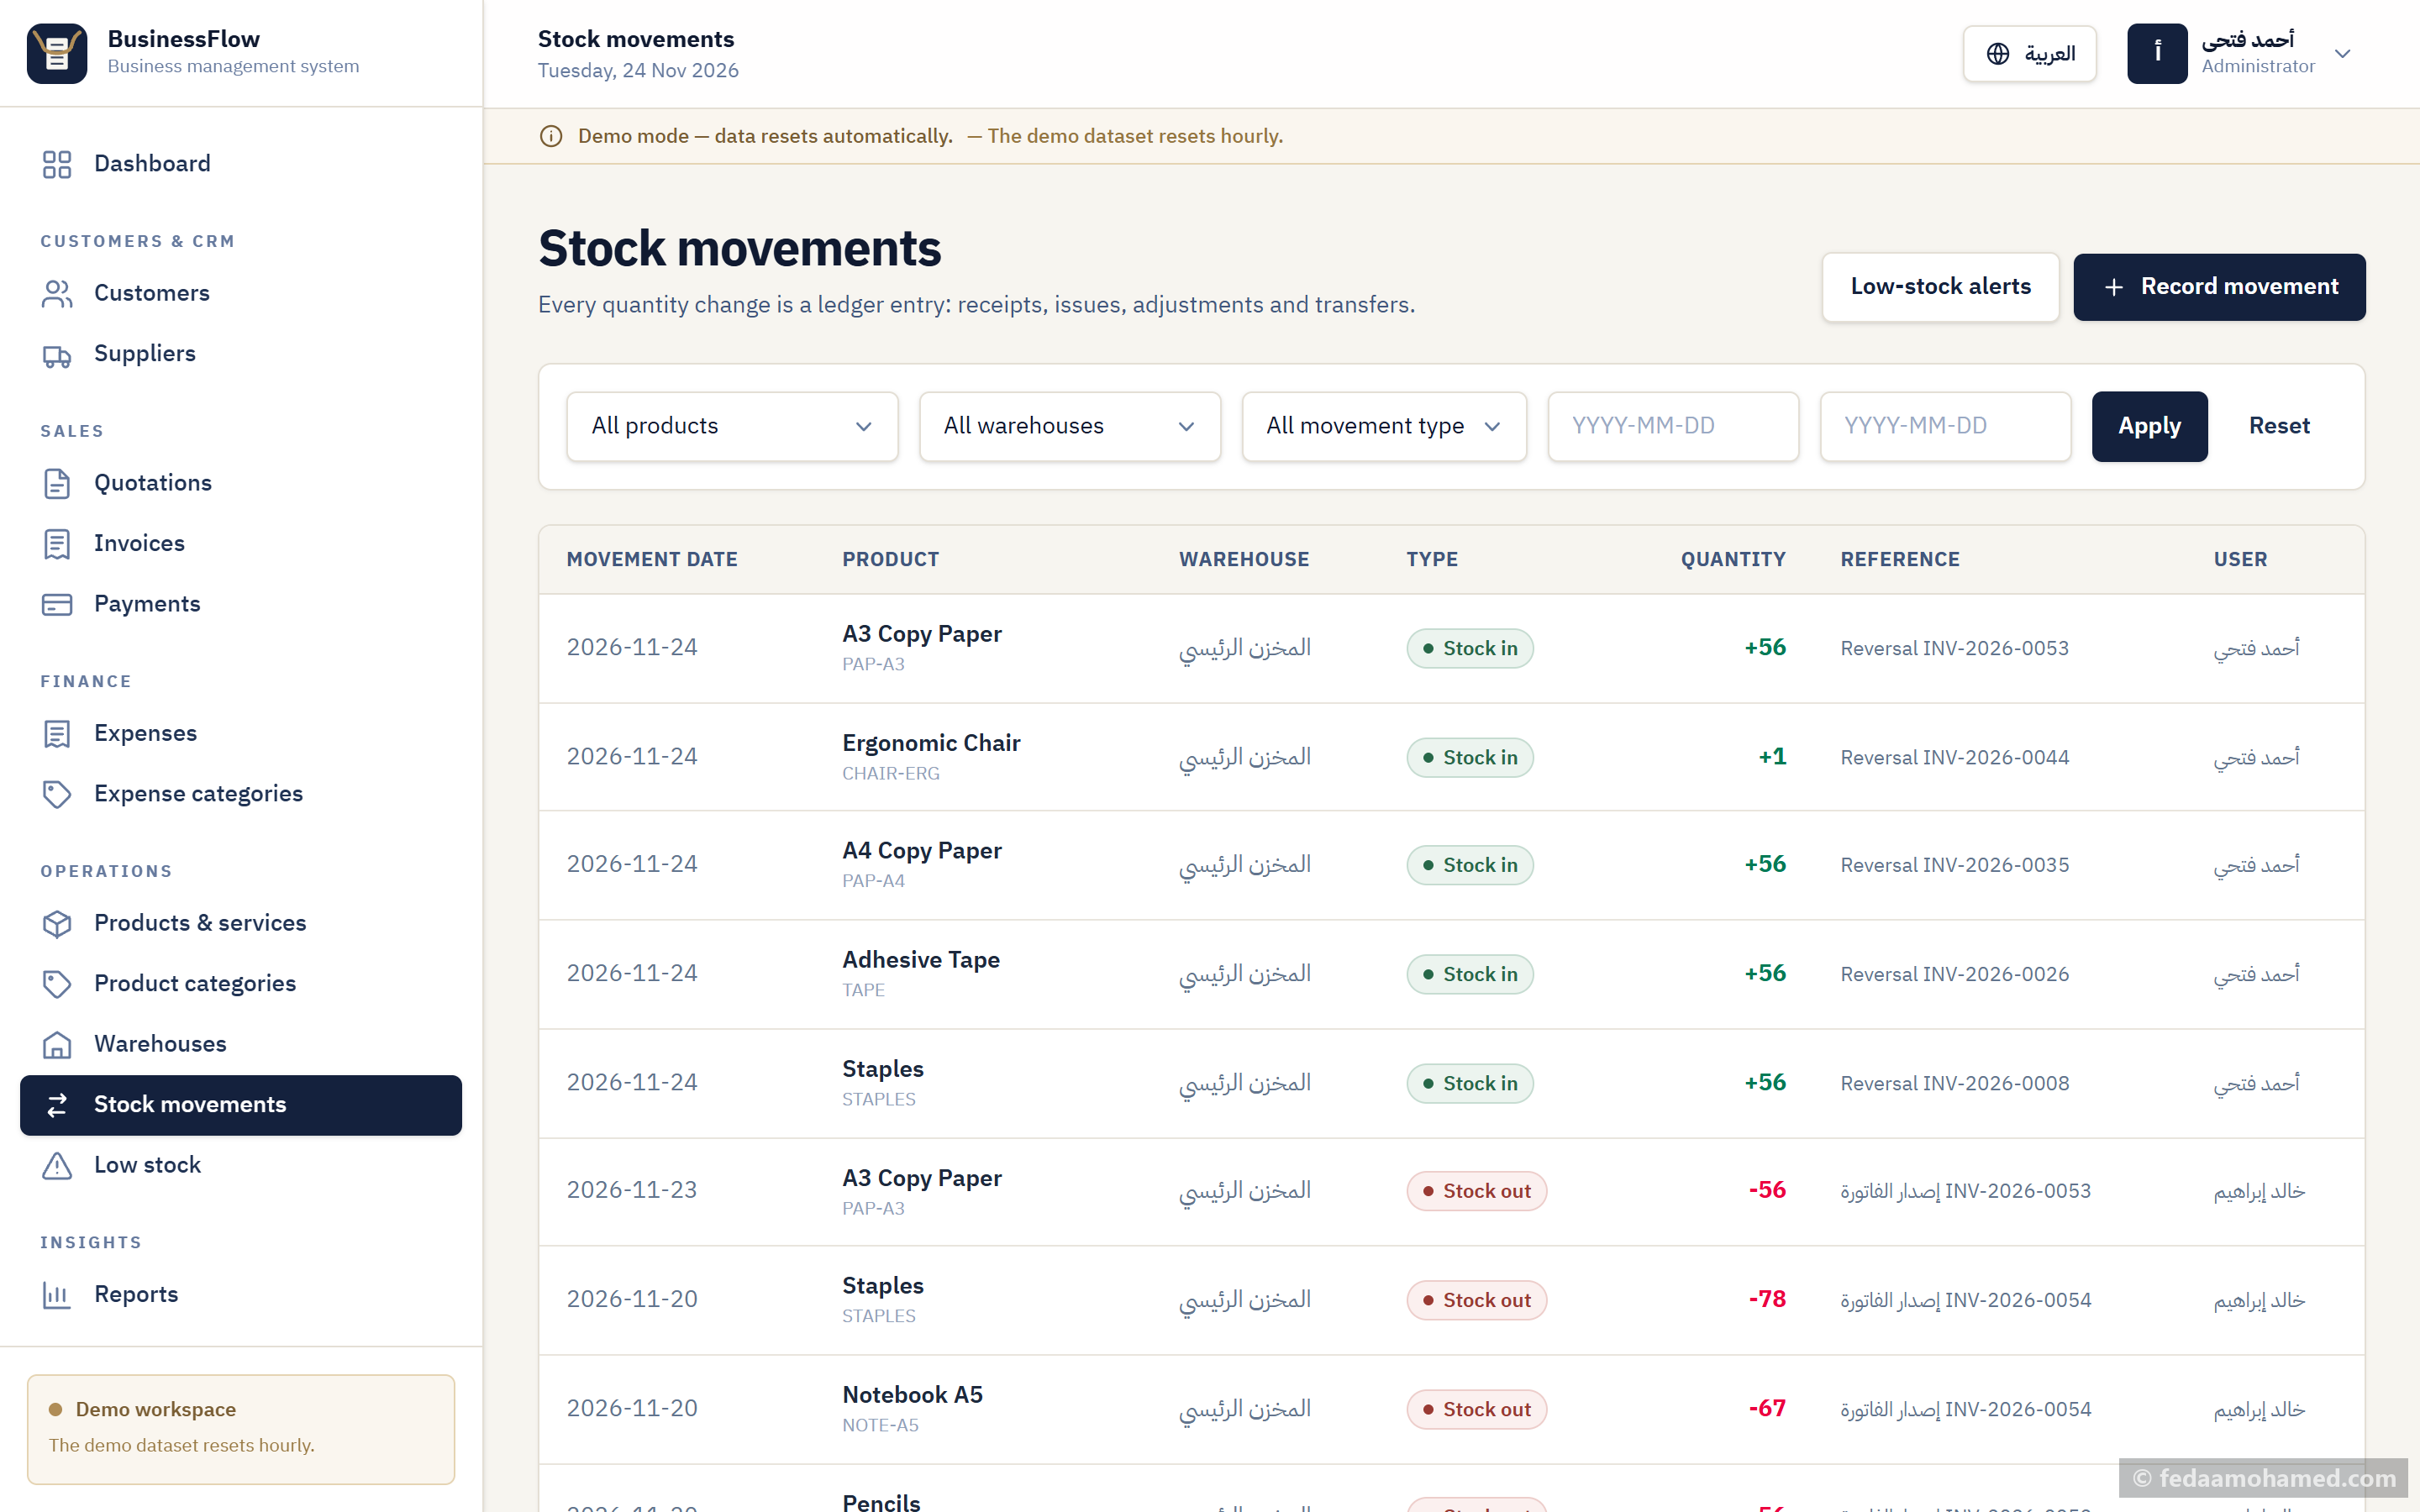 BusinessFlow
Business management system
Dashboard
CUSTOMERS & CRM
Customers
Suppliers
SALES
Quotations
Invoices
Payments
FINANCE
Expenses
Expense categories
OPERATIONS
Products & services
Product categories
Warehouses
Stock movements
Low stock
INSIGHTS
Reports
Demo workspace
The demo dataset resets hourly.
Stock movements
Tuesday, 24 Nov 2026
العربية
أ
أحمد فتحي
Administrator
Demo mode — data resets automatically. — The demo dataset resets hourly.
Stock movements
Every quantity change is a ledger entry: receipts, issues, adjustments and transfers.
Low-stock alerts
Record movement
All products
All warehouses
All movement type
YYYY-MM-DD
YYYY-MM-DD
Apply
Reset
MOVEMENT DATE PRODUCT WAREHOUSE TYPE QUANTITY REFERENCE USER
2026-11-24 A3 Copy Paper المخزن الرئيسي Stock in +56 Reversal INV-2026-0053 أحمد فتحي
PAP-A3
2026-11-24 Ergonomic Chair المخزن الرئيسي Stock in +1 Reversal INV-2026-0044 أحمد فتحي
CHAIR-ERG
2026-11-24 A4 Copy Paper المخزن الرئيسي Stock in +56 Reversal INV-2026-0035 أحمد فتحي
PAP-A4
2026-11-24 Adhesive Tape المخزن الرئيسي Stock in +56 Reversal INV-2026-0026 أحمد فتحي
TAPE
2026-11-24 Staples المخزن الرئيسي Stock in +56 Reversal INV-2026-0008 أحمد فتحي
STAPLES
2026-11-23 A3 Copy Paper المخزن الرئيسي Stock out -56 إصدار الفاتورة INV-2026-0053 خالد إبراهيم
PAP-A3
2026-11-20 Staples المخزن الرئيسي Stock out -78 إصدار الفاتورة INV-2026-0054 خالد إبراهيم
STAPLES
2026-11-20 Notebook A5 المخزن الرئيسي Stock out -67 إصدار الفاتورة INV-2026-0054 خالد إبراهيم
NOTE-A5
Pencils
© fedaamohamed.com